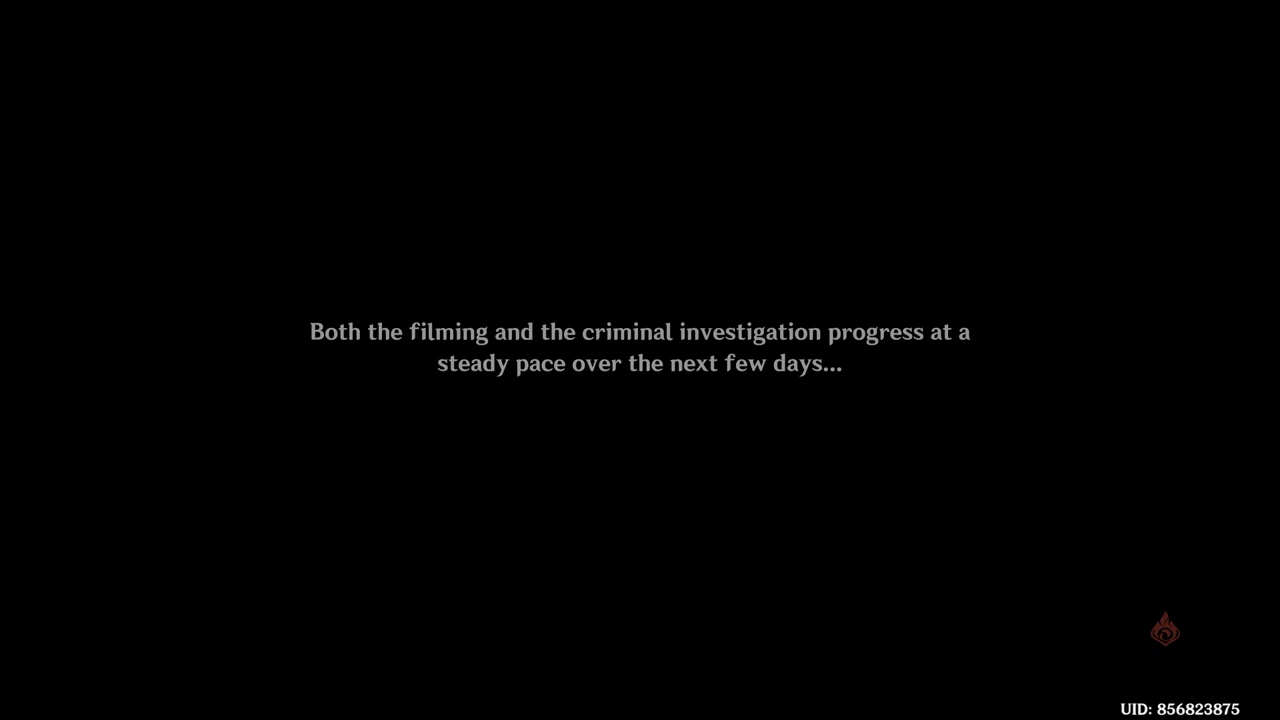 Both the filming and the criminal investigation progress at a
steady pace over the next few days...
UID: 856823875